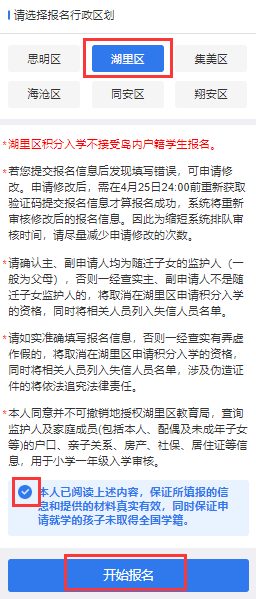 请选择报名行政区划
思明区 湖里区 集美区
海沧区 同安区 翔安区
*湖里区积分入学不接受岛内户籍学生报名。
*若您提交报名信息后发现填写错误，可申请修
改。申请修改后，需在4月25日24:00前重新获取
验证码提交报名信息才算报名成功，系统将重新
审核修改后的报名信息。因此为缩短系统排队审
核时间，请尽量减少申请修改的次数。
*请确认主、副申请人均为随迁子女的监护人（一
般为父母），否则一经查实主、副申请人不是随
迁子女监护人的，将取消在湖里区申请积分入学
的资格，同时将相关人员列入失信人员名单。
*请如实准确填写报名信息，否则一经查实有弄虚
作假的，将取消在湖里区申请积分入学的资格，
同时将相关人员列入失信人员名单，涉及伪造证
件的将依法追究法律责任。
*本人同意并不可撤销地授权湖里区教育局，查询
监护人及家庭成员(包括本人、配偶及未成年子女
等)的户口、亲子关系、房产、社保、居住证等信
息，用于小学一年级入学审核。
本人已阅读上述内容，保证所填报的信
息和提供的材料真实有效，同时保证申
请就学的孩子未取得全国学籍。
开始报名